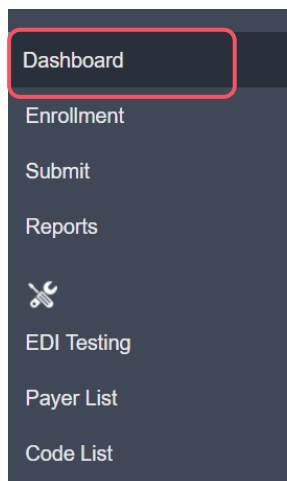 Dashboard
Enrollment
Submit
Reports
EDI Testing
Payer List
Code List